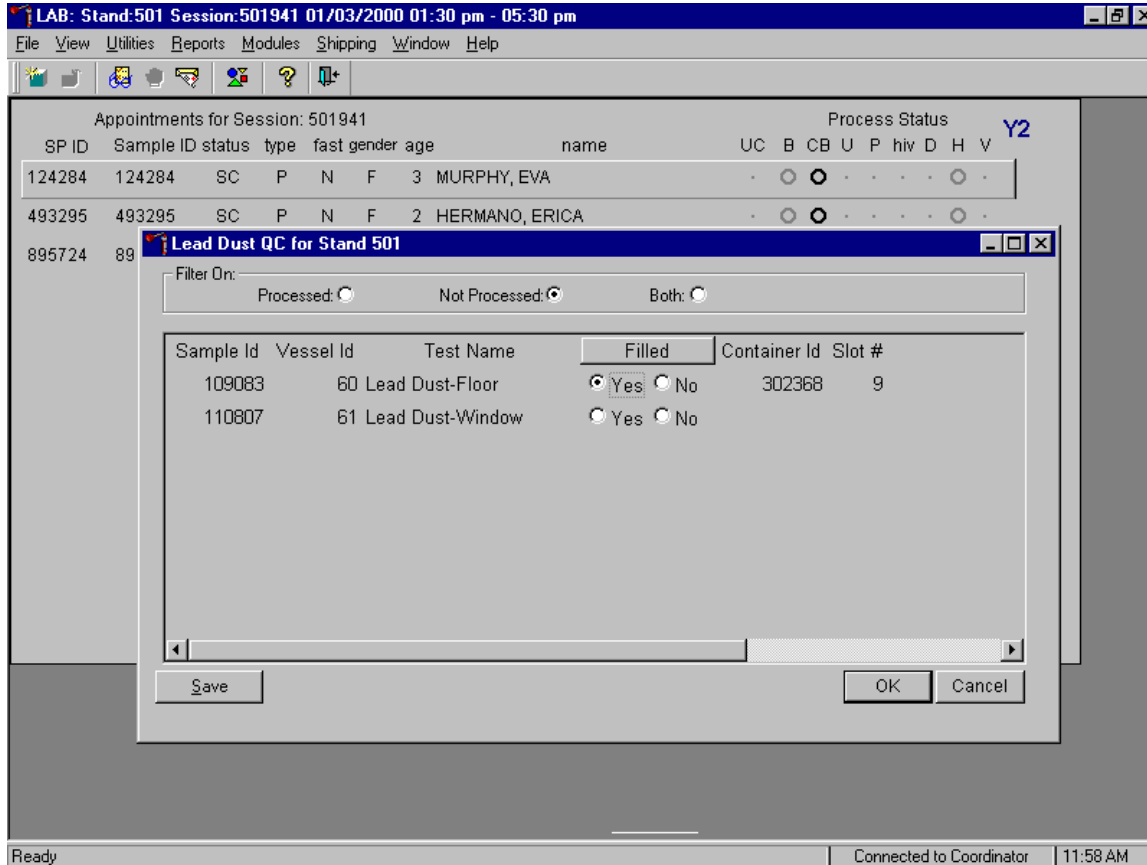 LAB: Stand:501 Session:501941 01/03/2000 01:30 pm - 05:30 pm
File View Utilities Reports Modules Shipping Window Help
Appointments for Session: 501941 Process Status Y2
SP ID Sample ID status type fast gender age name UC B CB U P hiv D H V
124284 124284 SC P N F 3 MURPHY, EVA
493295 493295 SC P N F 2 HERMANO, ERICA
895724 89
Lead Dust QC for Stand 501
Filter On:
Processed: Not Processed: Both:
Sample Id Vessel Id Test Name Filled Container Id Slot #
109083 60 Lead Dust-Floor Yes No 302368 9
110807 61 Lead Dust-Window Yes No
Save OK Cancel
Ready Connected to Coordinator 11:58 AM